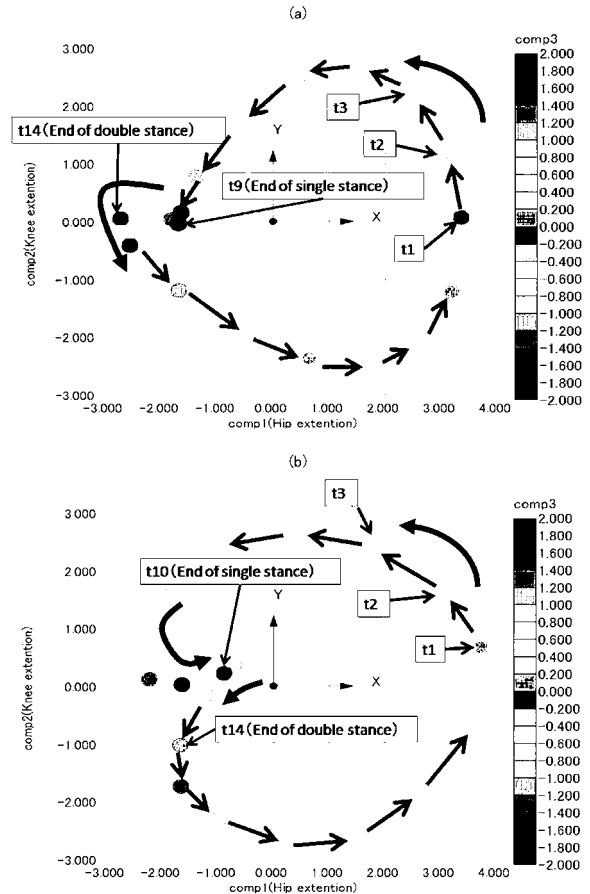 (a)
comp3
3.000
2.000
1.000
0.000
-1.000
-2.000
-3.000
comp2(Knee extention)
t14(End of double stance)
Y
t3
t2
t9(End of single stance)
X
t1
2.000
1.800
1.600
1.400
1.200
1.000
0.800
0.600
0.400
0.200
0.000
-0.200
-0.400
-0.600
-0.800
-1.000
-1.200
-1.400
-1.600
-1.800
-2.000
-3.000 -1.000 0.000 1.000 2.000 3.000 4.000
comp1(Hip extention)
(b)
comp3
3.000
2.000
1.000
0.000
-1.000
-2.000
-3.000
comp2(Knee extention)
t3
t10(End of single stance)
Y
t2
t1
X
t14(End of double stance)
2.000
1.800
1.600
1.400
1.200
1.000
0.800
0.600
0.400
0.200
0.000
-0.200
-0.400
-0.600
-0.800
-1.000
-1.200
-1.400
-1.600
-1.800
-2.000
-3.000 -1.000 0.000 1.000 2.000 3.000 4.000
comp1(Hip extention)